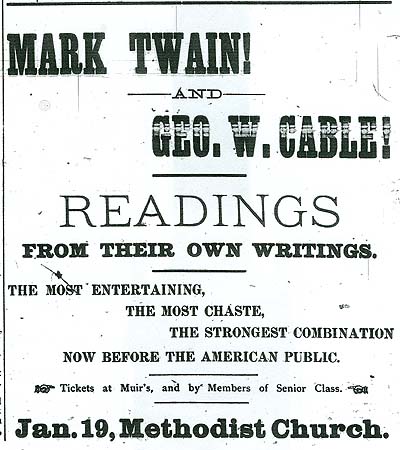 MARK TWAIN!
AND
GEO. W. CABLE!
READINGS
FROM THEIR OWN WRITINGS.
THE MOST ENTERTAINING,
THE MOST CHASTE,
THE STRONGEST COMBINATION
NOW BEFORE THE AMERICAN PUBLIC.
Tickets at Muir's, and by Members of Senior Class.
Jan. 19, Methodist Church.